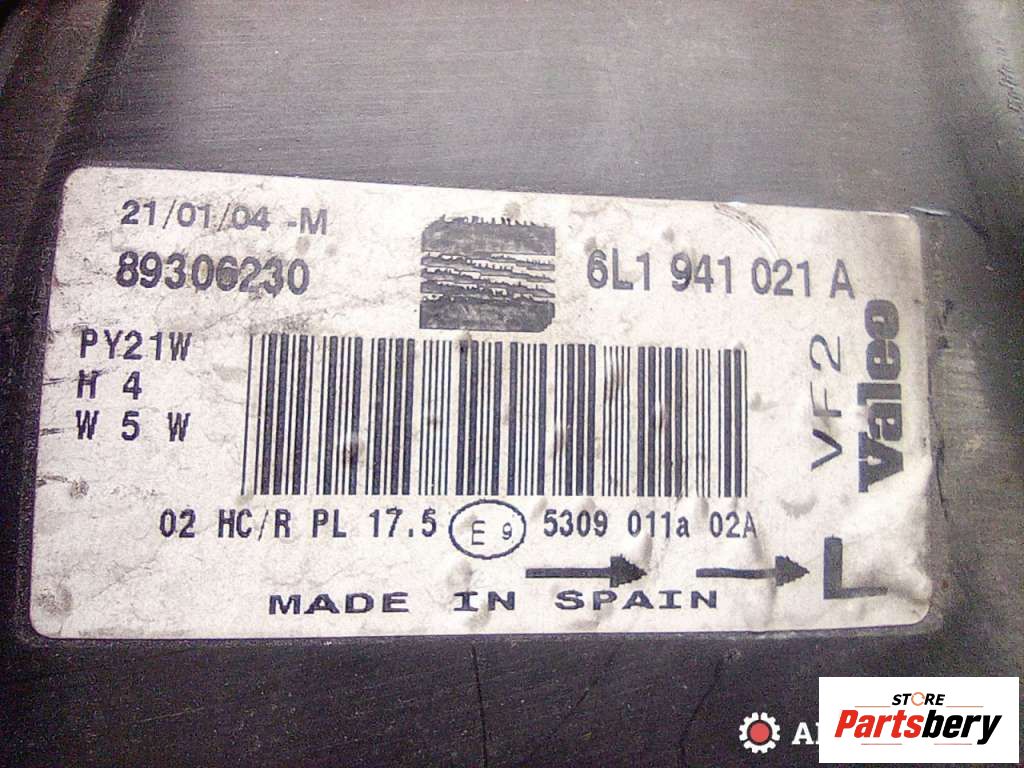 21/01/04 -M
89306230
6L1 941 021 A
PY21W
H 4
W 5 W
VF2
Valeo
02 HC/R PL 17.5 E 9 5309 011a 02A
L
MADE IN SPAIN
STORE
Partsbery